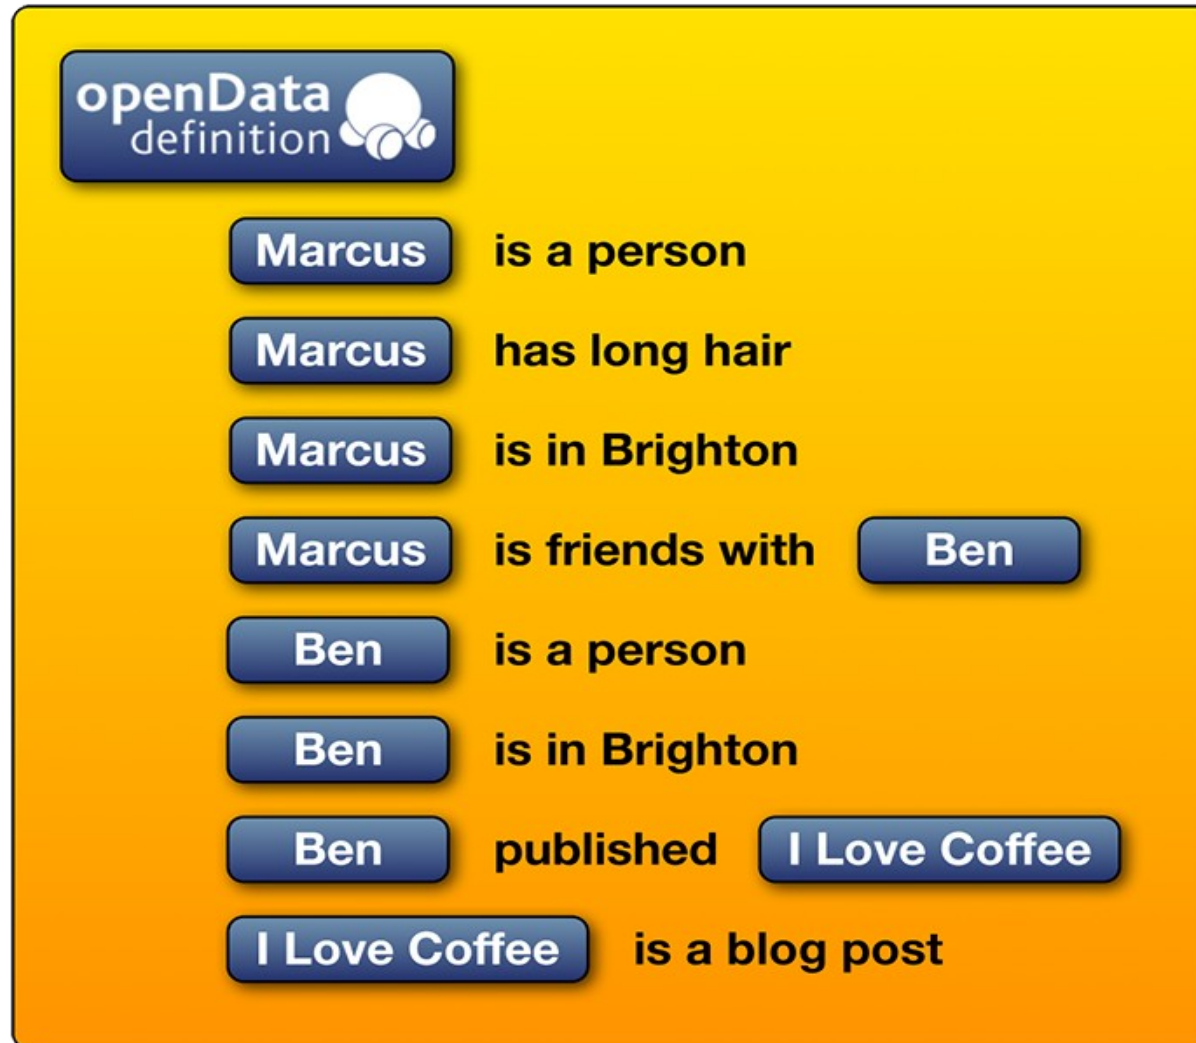 openData
definition
Marcus is a person
Marcus has long hair
Marcus is in Brighton
Marcus is friends with Ben
Ben is a person
Ben is in Brighton
Ben published I Love Coffee
I Love Coffee is a blog post